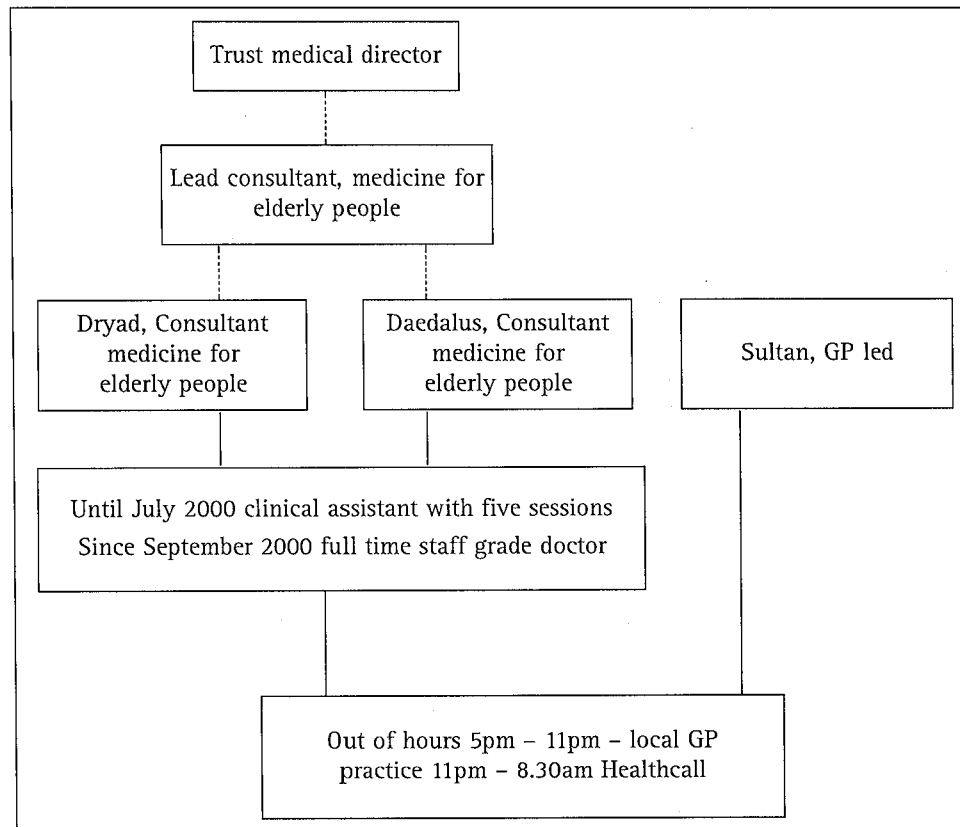 Trust medical director
Lead consultant, medicine for
elderly people
Dryad, Consultant
medicine for
elderly people
Daedalus, Consultant
medicine for
elderly people
Sultan, GP led
Until July 2000 clinical assistant with five sessions
Since September 2000 full time staff grade doctor
Out of hours 5pm – 11pm – local GP
practice 11pm – 8.30am Healthcall